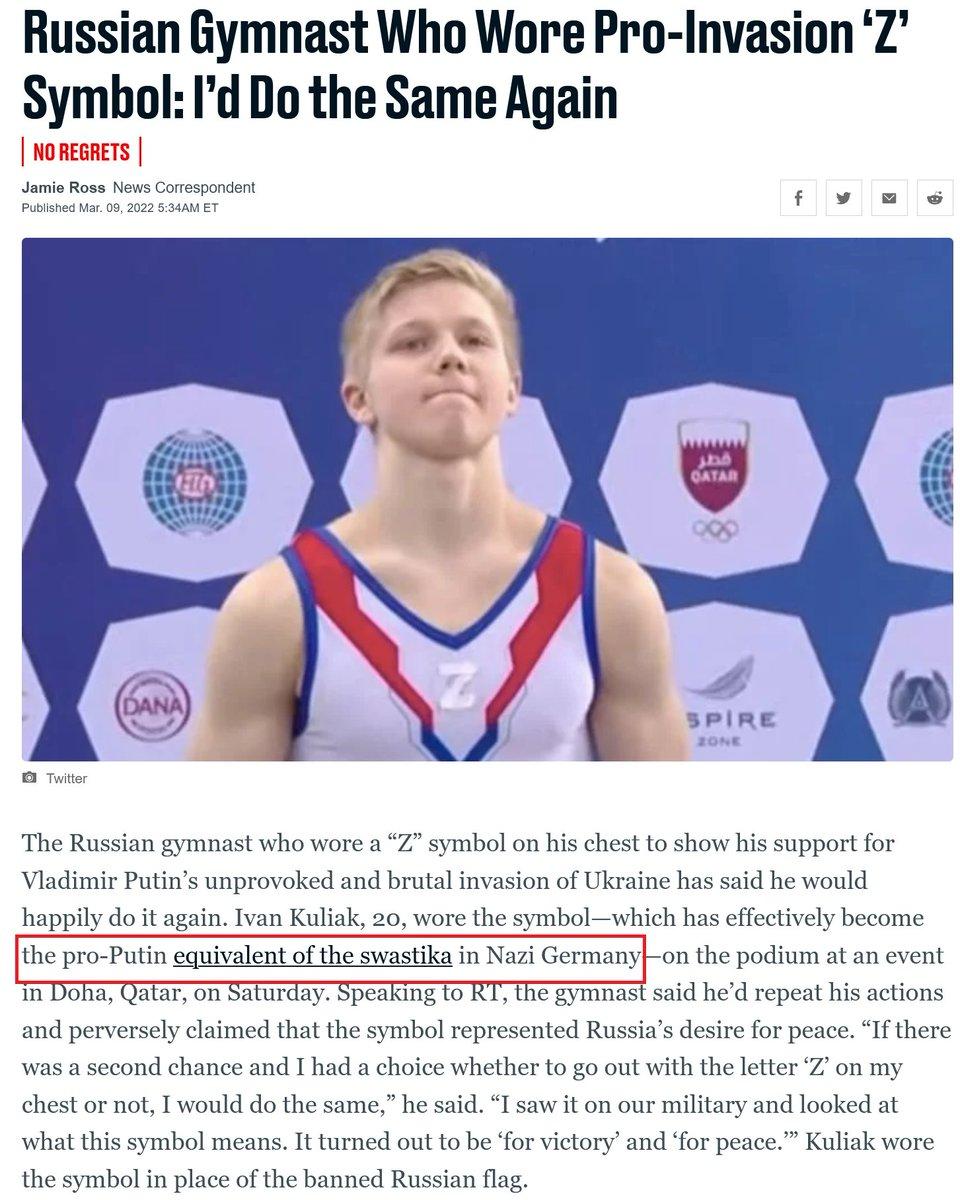 Russian Gymnast Who Wore Pro-Invasion ‘Z’
Symbol: I’d Do the Same Again
NO REGRETS
Jamie Ross News Correspondent
Published Mar. 09, 2022 5:34AM ET
قطر
QATAR
Z
DANA
SPIRE
ZONE
Twitter
The Russian gymnast who wore a “Z” symbol on his chest to show his support for
Vladimir Putin’s unprovoked and brutal invasion of Ukraine has said he would
happily do it again. Ivan Kuliak, 20, wore the symbol—which has effectively become
the pro-Putin equivalent of the swastika in Nazi Germany—on the podium at an event
in Doha, Qatar, on Saturday. Speaking to RT, the gymnast said he’d repeat his actions
and perversely claimed that the symbol represented Russia’s desire for peace. “If there
was a second chance and I had a choice whether to go out with the letter ‘Z’ on my
chest or not, I would do the same,” he said. “I saw it on our military and looked at
what this symbol means. It turned out to be ‘for victory’ and ‘for peace.’” Kuliak wore
the symbol in place of the banned Russian flag.